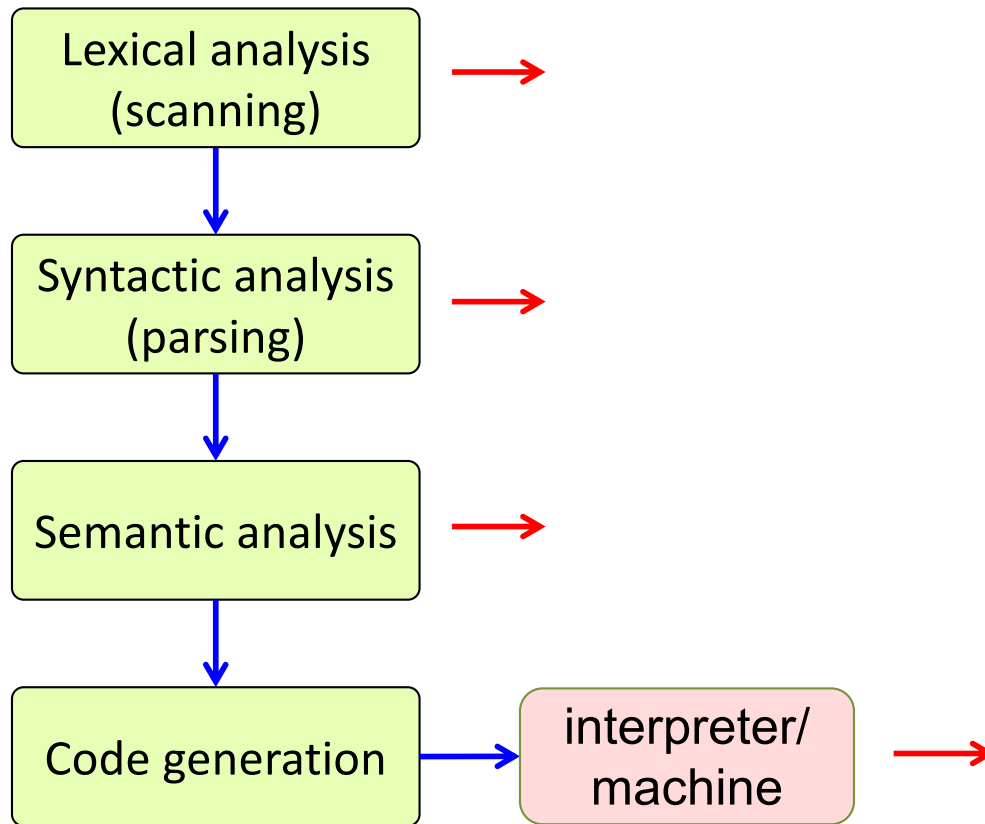 Lexical analysis
(scanning)
Syntactic analysis
(parsing)
Semantic analysis
Code generation
interpreter/
machine